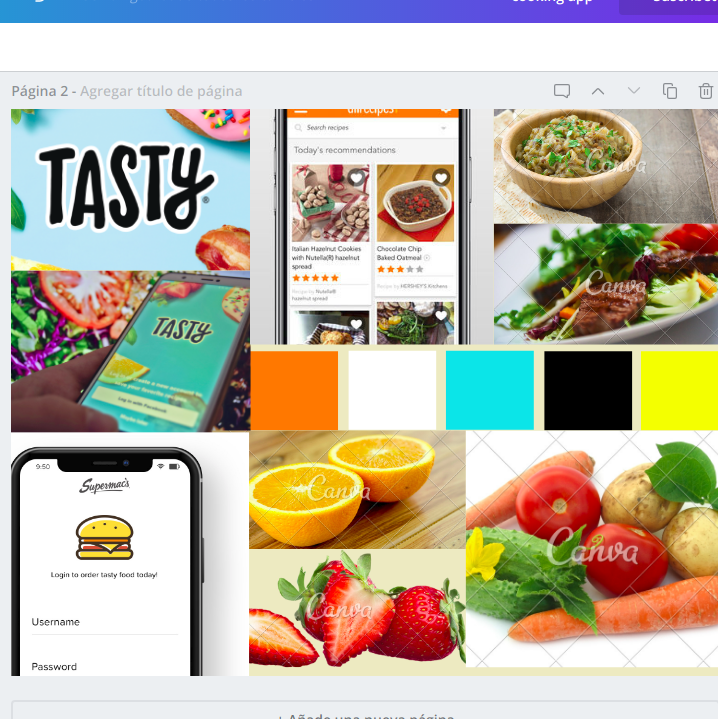 cooking app
Página 2 - Agregar título de página
TASTY
allrecipes
Search recipes
Today's recommendations
Italian Hazelnut Cookies
with Nutella(R) hazelnut
spread
Recipe by Nutella®
hazelnut spread
Chocolate Chip
Baked Oatmeal
Recipe by HERSHEY'S Kitchens
Canva
Canva
TASTY
Log in with Facebook
Maybe later
9:50
Supermac's
Login to order tasty food today!
Username
Password
Canva
Canva
Canva
+ Añade una nueva página